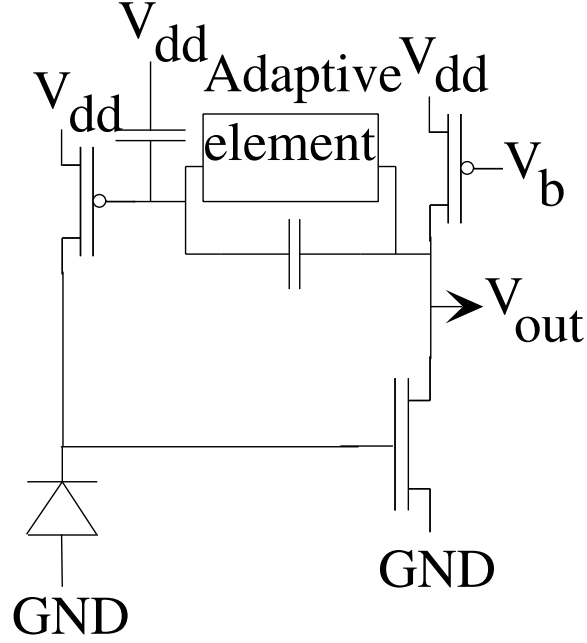 Vdd
Adaptive
element
Vdd
Vdd
Vb
Vout
GND
GND